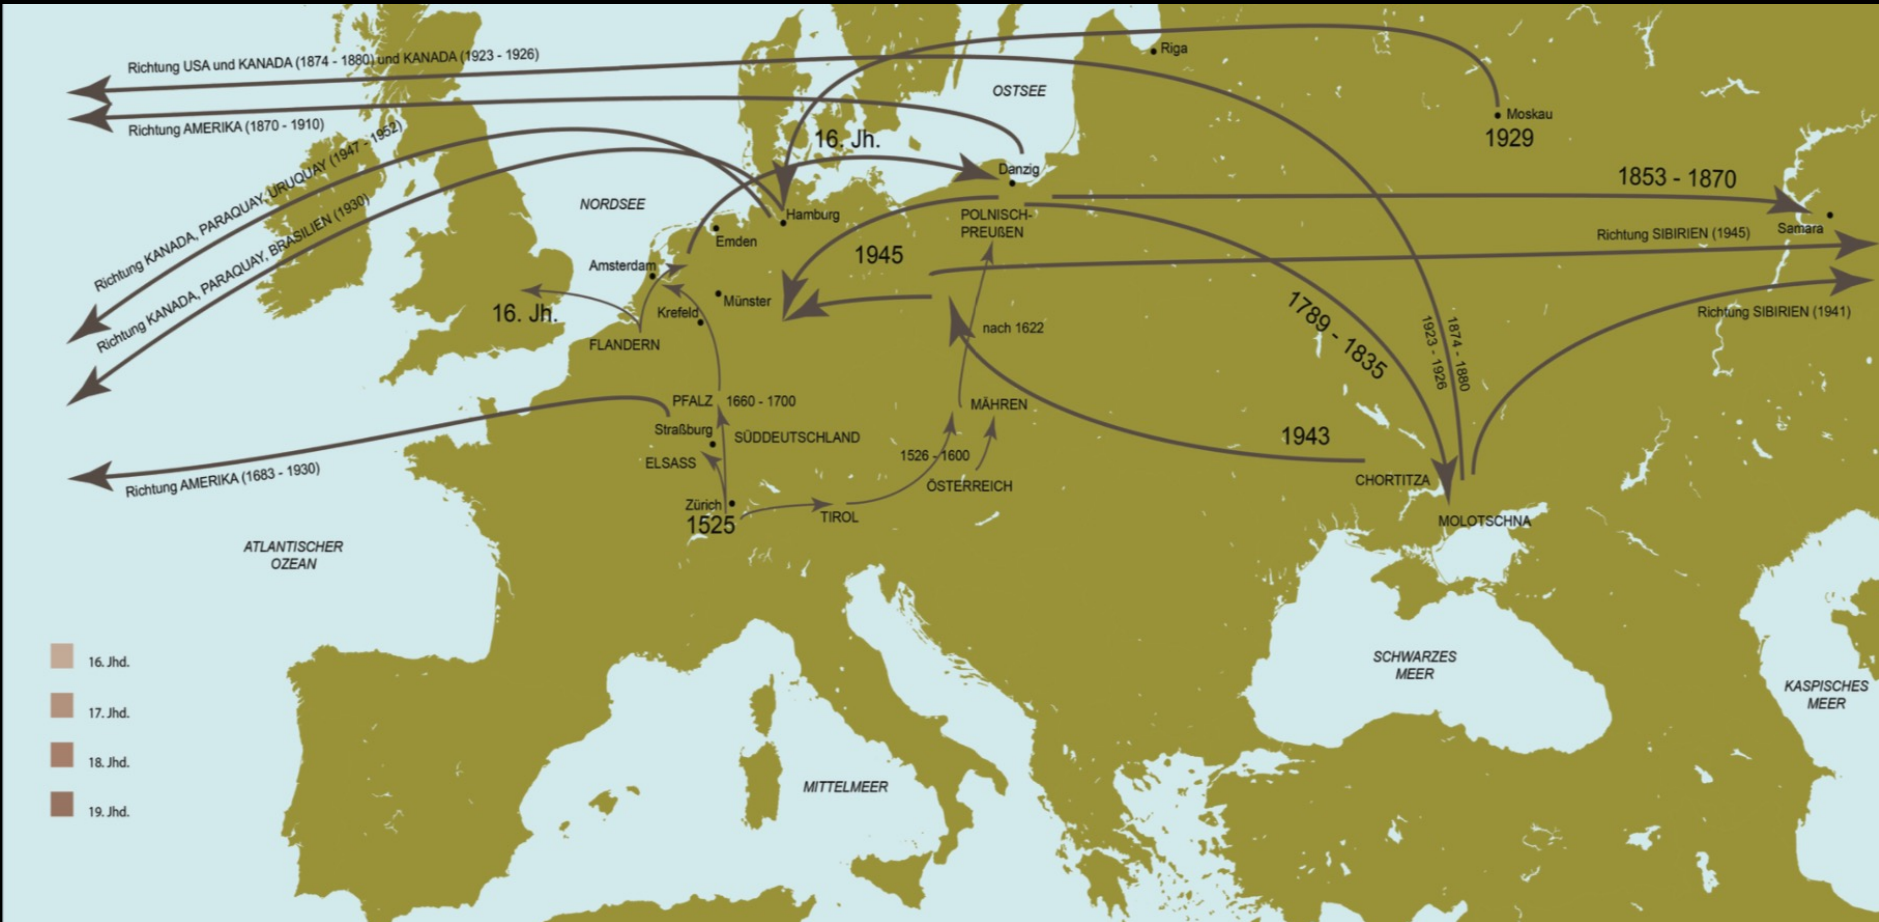 Richtung USA und KANADA (1874 - 1880) und KANADA (1923 - 1926)
Richtung AMERIKA (1870 - 1910)
Richtung KANADA, PARAQUAY, URUQUAY (1947 - 1952)
Richtung KANADA, PARAQUAY, BRASILIEN (1930)
Richtung AMERIKA (1683 - 1930)
Riga
OSTSEE
Moskau
1929
16. Jh.
Danzig
1853 - 1870
NORDSEE
Hamburg
POLNISCH-
PREUßEN
Samara
Emden
Richtung SIBIRIEN (1945)
1945
Amsterdam
Münster
Krefeld
16. Jh.
FLANDERN
nach 1622
1789 - 1835
1923 - 1926
1874 - 1880
Richtung SIBIRIEN (1941)
PFALZ
1660 - 1700
MÄHREN
Straßburg
SÜDDEUTSCHLAND
1943
ELSASS
1526 - 1600
ÖSTERREICH
CHORTITZA
Zürich
1525
TIROL
MOLOTSCHNA
ATLANTISCHER
OZEAN
SCHWARZES
MEER
KASPISCHES
MEER
MITTELMEER
16. Jhd.
17. Jhd.
18. Jhd.
19. Jhd.